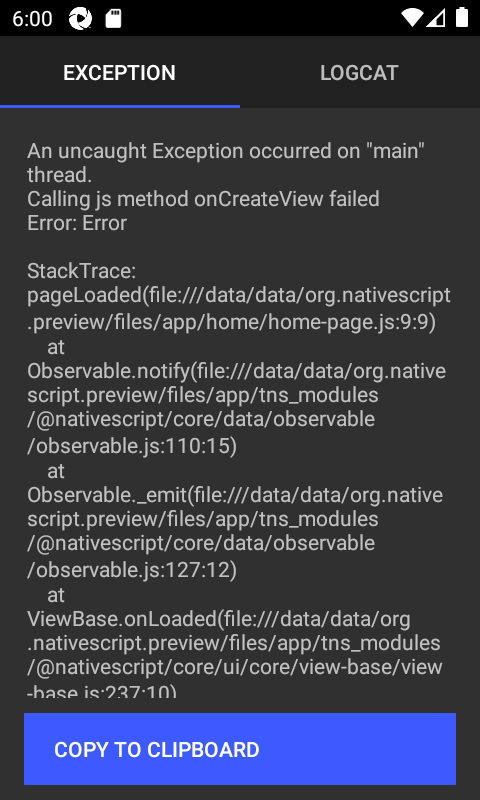 6:00
EXCEPTION
LOGCAT
An uncaught Exception occurred on "main"
thread.
Calling js method onCreateView failed
Error: Error
StackTrace:
pageLoaded(file:///data/data/org.nativescript
.preview/files/app/home/home-page.js:9:9)
at
Observable.notify(file:///data/data/org.native
script.preview/files/app/tns_modules
/@nativescript/core/data/observable
/observable.js:110:15)
at
Observable._emit(file:///data/data/org.native
script.preview/files/app/tns_modules
/@nativescript/core/data/observable
/observable.js:127:12)
at
ViewBase.onLoaded(file:///data/data/org
.nativescript.preview/files/app/tns_modules
/@nativescript/core/ui/core/view-base/view
-base.js:237:10)
COPY TO CLIPBOARD